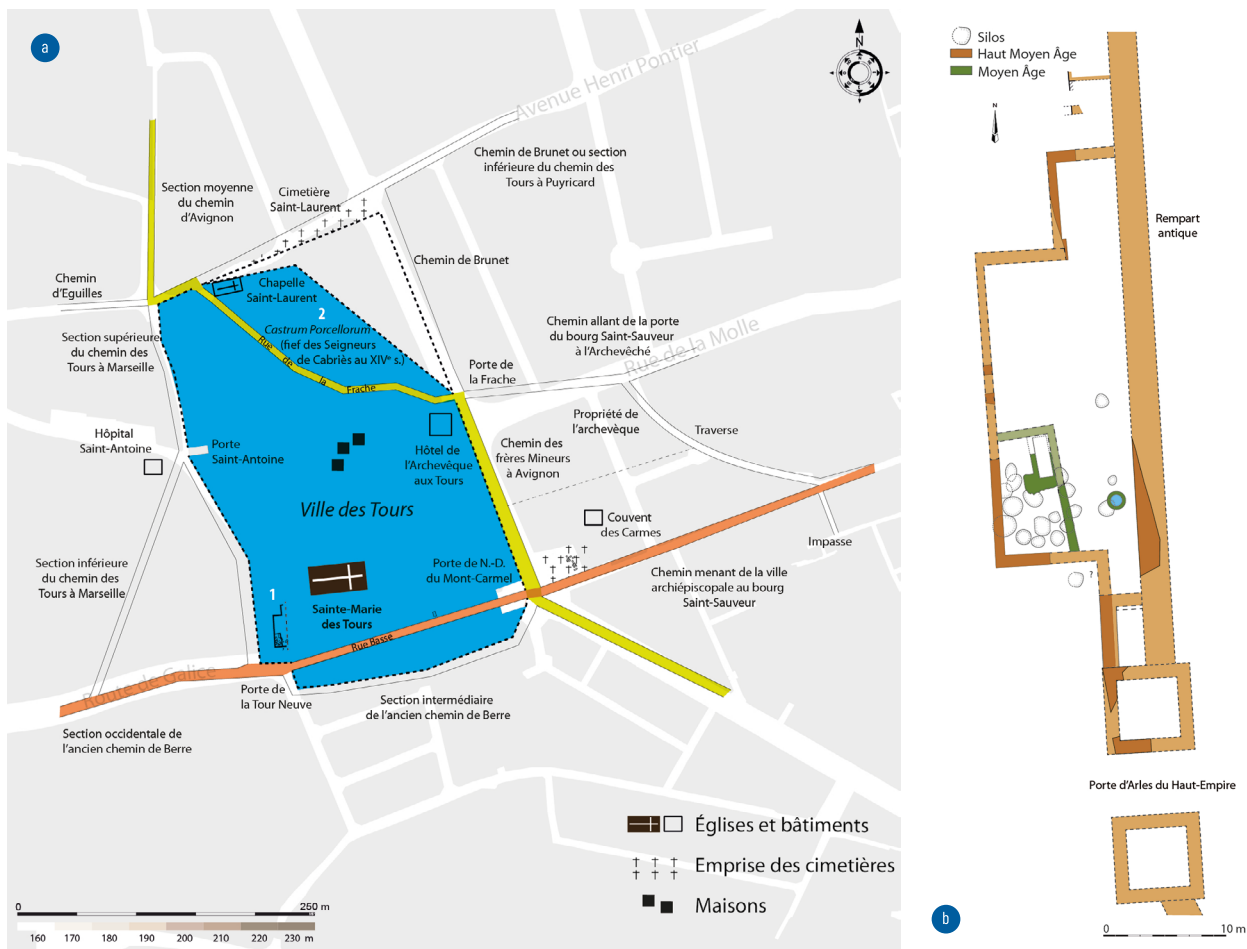 a
N
Avenue Henri Pontier
Chemin de Brunet ou section
inférieure du chemin des
Tours à Puyricard
Section moyenne
du chemin
d'Avignon
Cimetière
Saint-Laurent
Chemin de Brunet
Chemin
d'Eguilles
Chapelle
Saint-Laurent
2
Castrum Porcellorum
(fief des Seigneurs
de Cabriès au XIVe s.)
Rue de la Frache
Section supérieure
du chemin des
Tours à Marseille
Chemin allant de la porte
du bourg Saint-Sauveur
à l'Archevêché
Rue de la Molle
Porte de
la Frache
Propriété de
l'archevèque
Traverse
Hôpital
Saint-Antoine
Porte
Saint-Antoine
Hôtel de
l'Archevèque
aux Tours
Chemin des
frères Mineurs
à Avignon
Ville des Tours
Couvent
des Carmes
Impasse
Section inférieure
du chemin des
Tours à Marseille
Porte de N.-D.
du Mont-Carmel
Chemin menant de la ville
archiépiscopale au bourg
Saint-Sauveur
1
Sainte-Marie
des Tours
Rue Basse
Route de Galice
Porte de
la Tour Neuve
Section intermédiaire
de l'ancien chemin de Berre
Section occidentale de
l'ancien chemin de Berre
Églises et bâtiments
Emprise des cimetières
Maisons
0
250 m
160 170 180 190 200 210 220 230 m
Silos
Haut Moyen Âge
Moyen Âge
N
Rempart
antique
?
Porte d'Arles du Haut-Empire
b
0
10 m